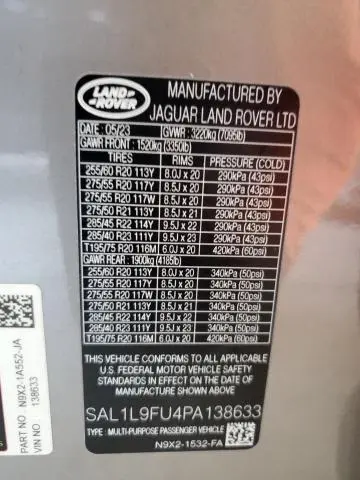 LAND
ROVER
MANUFACTURED BY
JAGUAR LAND ROVER LTD
DATE : 05/23 GVWR : 3220kg (7095lb)
GAWR FRONT : 1520kg (3350lb)
TIRES RIMS PRESSURE (COLD)
255/60 R20 113Y 8.0J x 20 290kPa (43psi)
275/55 R20 117Y 8.5J x 20 290kPa (43psi)
275/55 R20 117W 8.5J x 20 290kPa (43psi)
275/50 R21 113Y 8.5J x 21 290kPa (43psi)
285/45 R22 114Y 9.5J x 22 290kPa (43psi)
285/40 R23 111Y 9.5J x 23 290kPa (43psi)
T195/75 R20 116M 6.0J x 20 420kPa (60psi)
GAWR REAR : 1900kg (4185lb)
255/60 R20 113Y 8.0J x 20 340kPa (50psi)
275/55 R20 117Y 8.5J x 20 340kPa (50psi)
275/55 R20 117W 8.5J x 20 340kPa (50psi)
275/50 R21 113Y 8.5J x 21 340kPa (50psi)
285/45 R22 114Y 9.5J x 22 340kPa (50psi)
285/40 R23 111Y 9.5J x 23 340kPa (50psi)
T195/75 R20 116M 6.0J x 20 420kPa (60psi)
THIS VEHICLE CONFORMS TO ALL APPLICABLE
U.S. FEDERAL MOTOR VEHICLE SAFETY AND THEFT
PREVENTION STANDARDS IN EFFECT ON THE DATE
OF MANUFACTURE SHOWN ABOVE.
SAL1L9FU4PA138633
TYPE : MULTI-PURPOSE PASSENGER VEHICLE
N9X2-1532-FA
PART NO N9X2-1A552-JA
VIN NO 138633